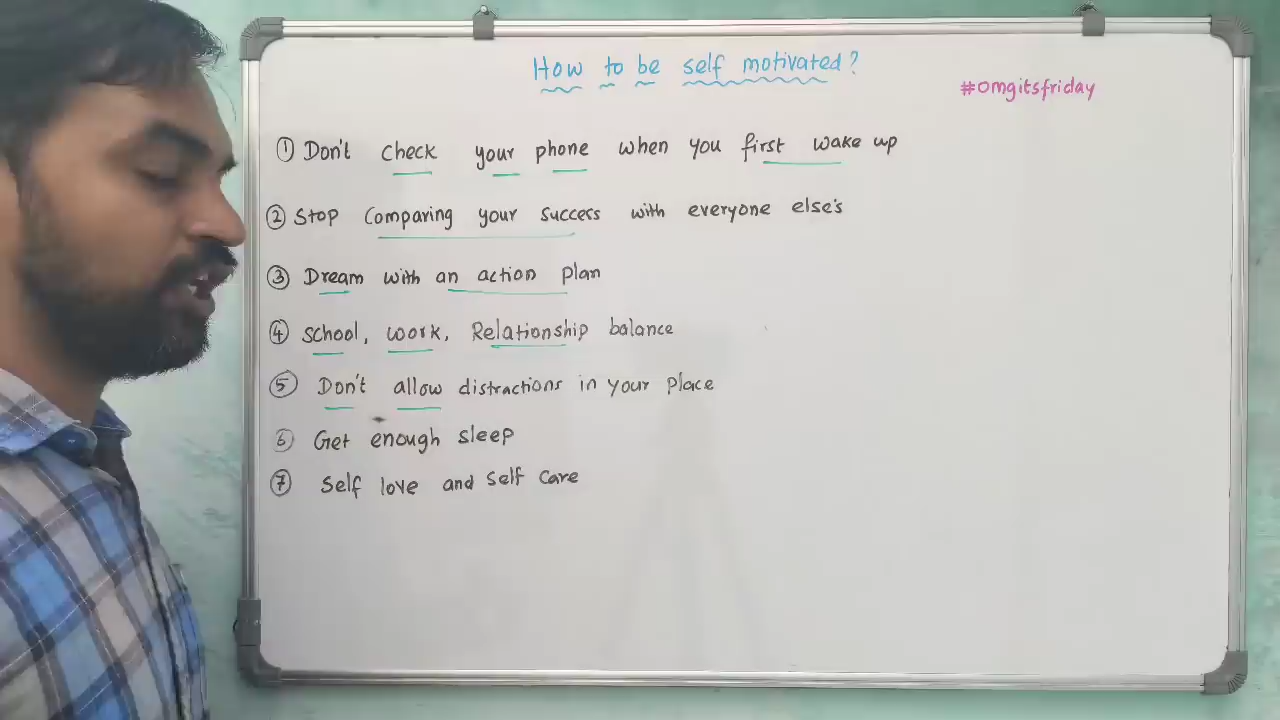 How to be self motivated?
#omgitsfriday
① Don't check your phone when you first wake up
② Stop Comparing your success with everyone else's
③ Dream with an action plan
④ school, work, Relationship balance
⑤ Don't allow distractions in your Place
⑥ Get enough sleep
⑦ Self love and Self Care